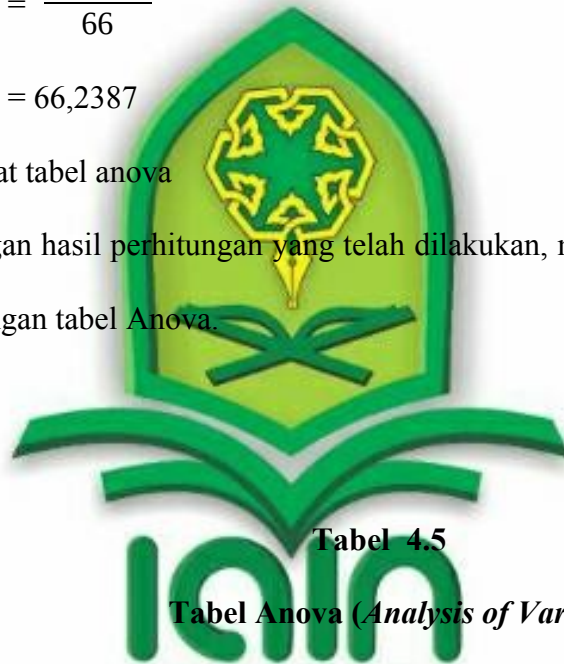 =
66
= 66,2387
at tabel anova
gan hasil perhitungan yang telah dilakukan, 
ngan tabel Anova.
Tabel 4.5
Tabel Anova (Analysis of Var
iain